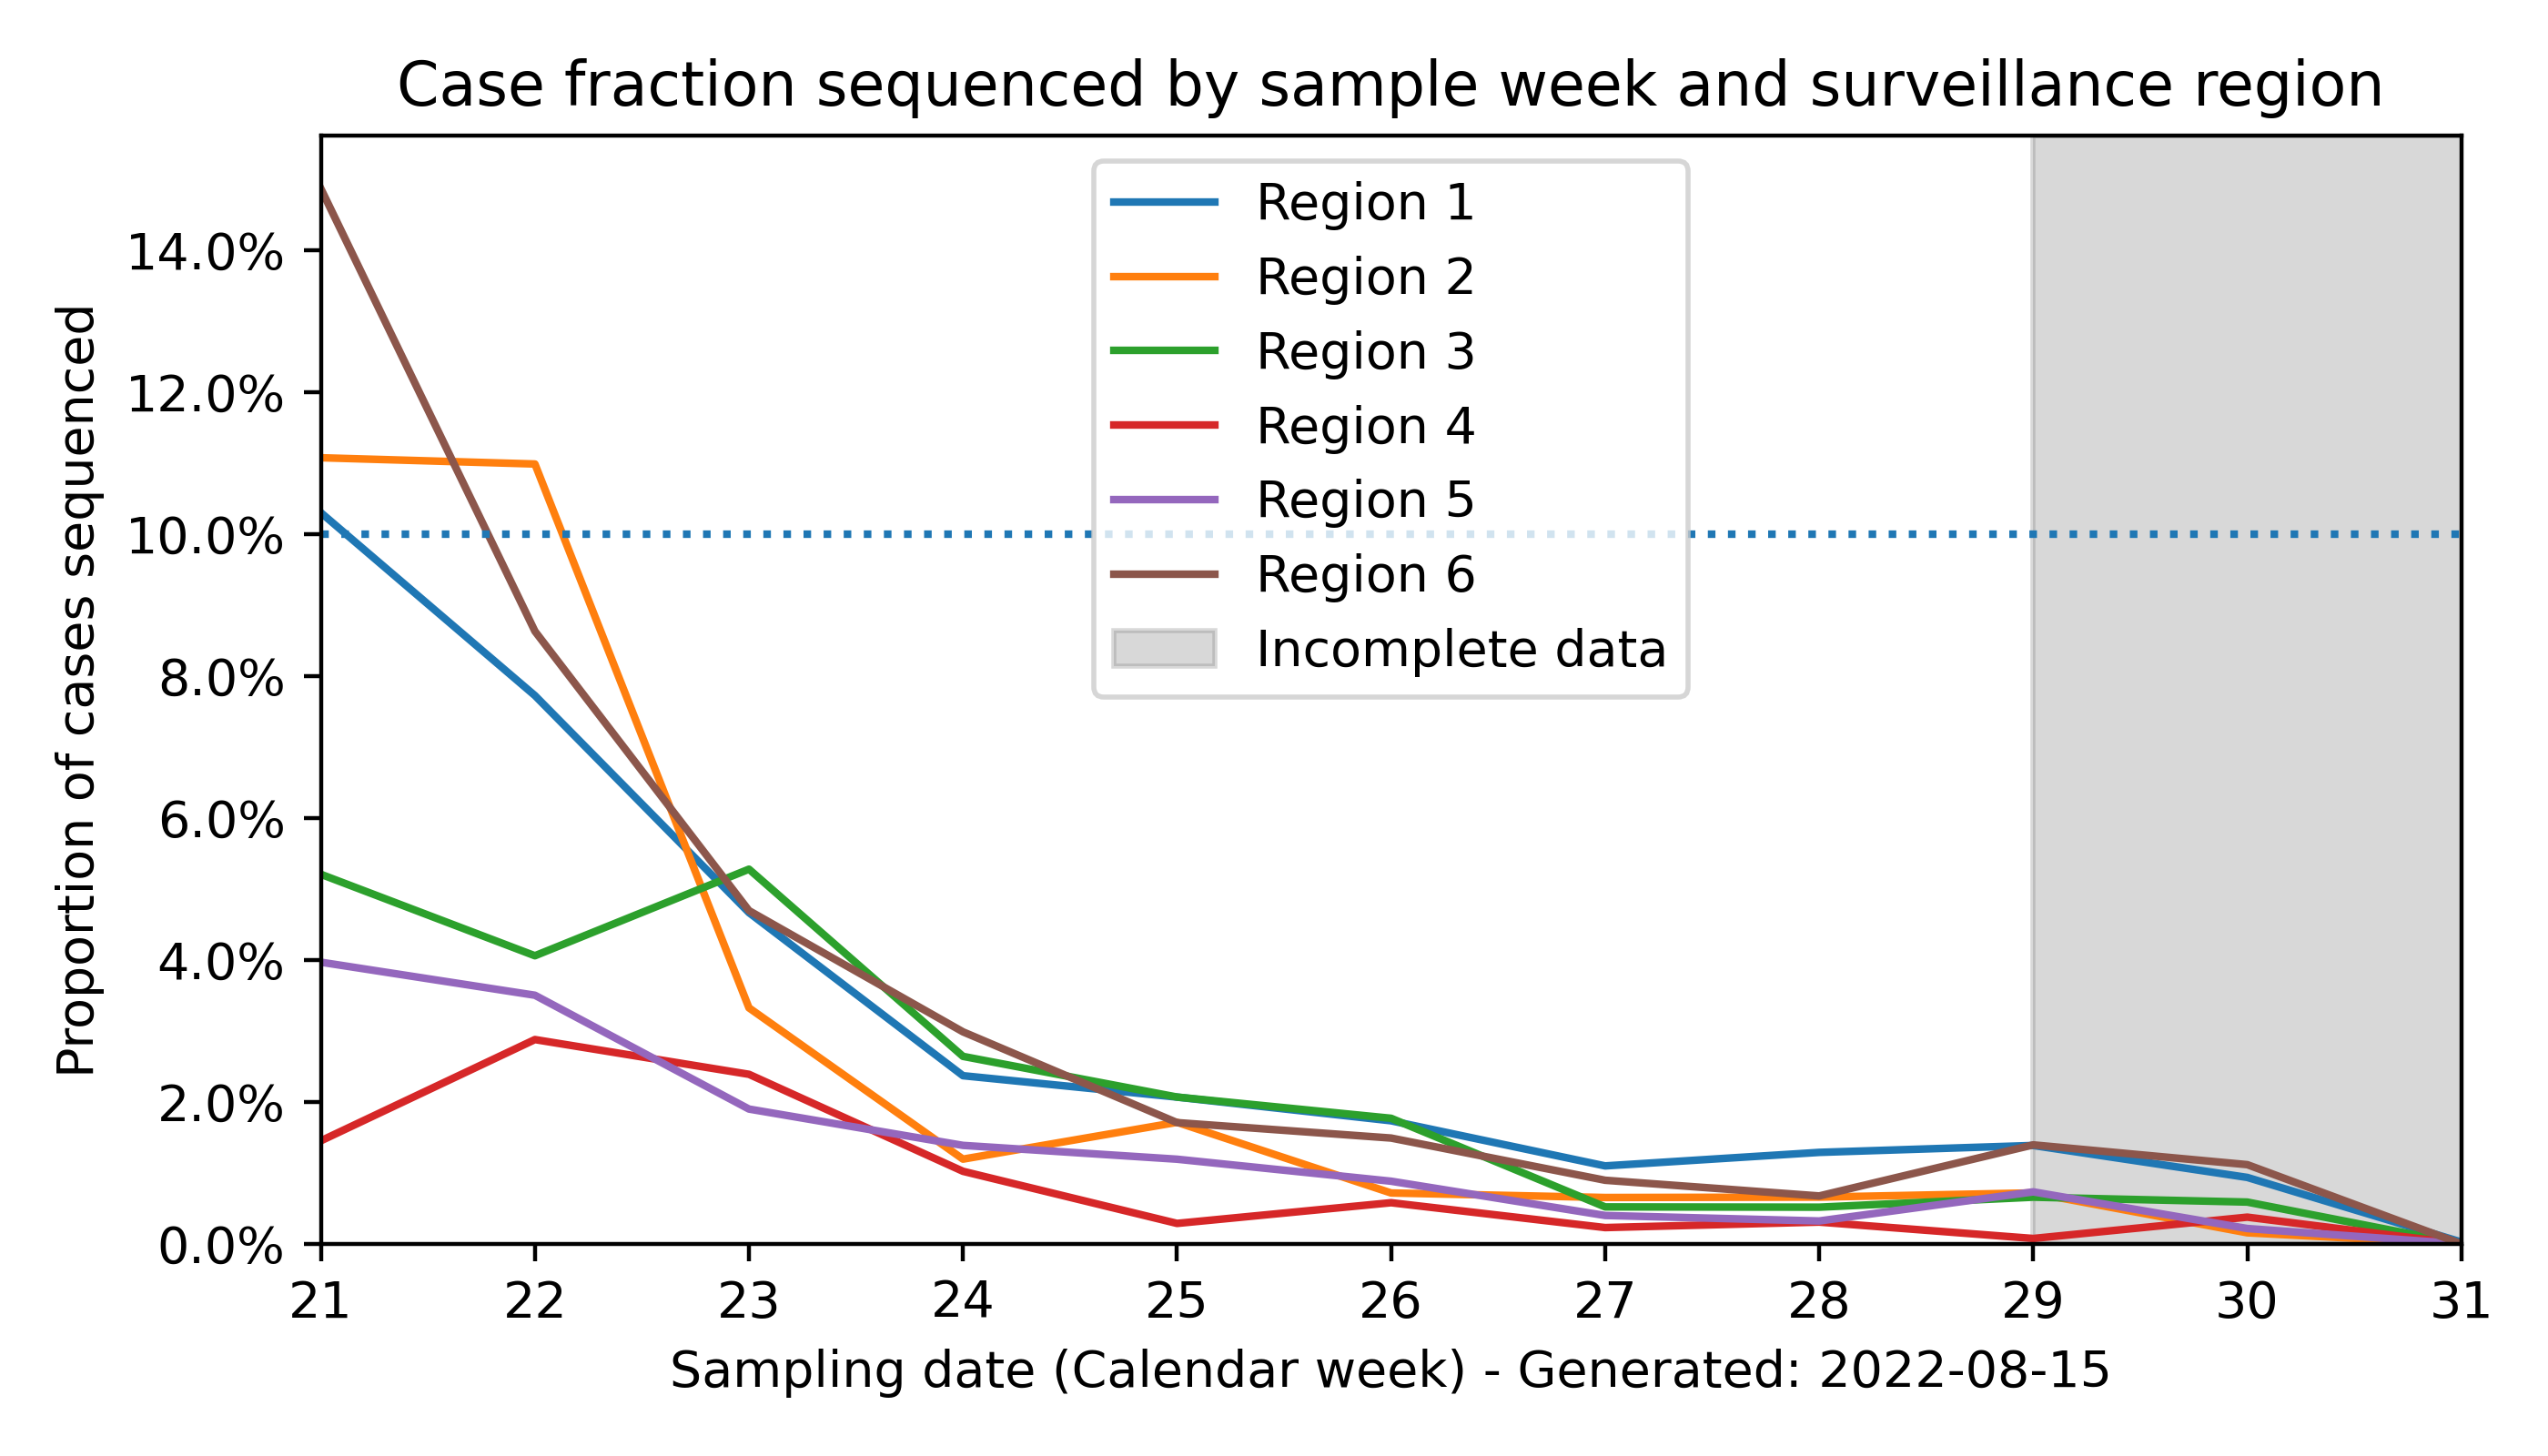 Case fraction sequenced by sample week and surveillance region
Proportion of cases sequenced
14.0%
12.0%
10.0%
8.0%
6.0%
4.0%
2.0%
0.0%
Region 1
Region 2
Region 3
Region 4
Region 5
Region 6
Incomplete data
21 22 23 24 25 26 27 28 29 30 31
Sampling date (Calendar week) - Generated: 2022-08-15